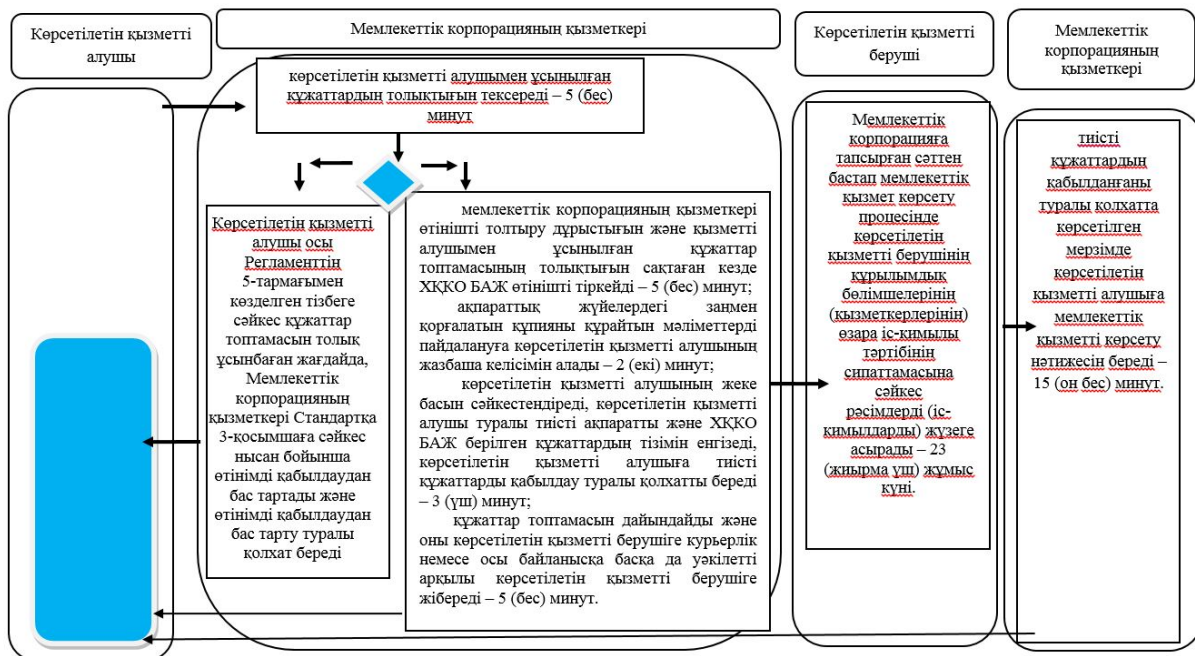 Көрсетілетін қызметті
алушы
Мемлекеттік корпорацияның қызметкері
Көрсетілетін қызметті
беруші
Мемлекеттік
корпорацияның
қызметкері
көрсетілетін қызметті алушымен ұсынылған
құжаттардың толықтығын тексереді – 5 (бес)
минут
Көрсетілетін қызметті
алушы осы
Регламенттің
5-тармағымен
көзделген тізбеге
сәйкес құжаттар
топтамасын толық
ұсынбаған жағдайда,
Мемлекеттік
корпорацияның
қызметкері Стандартқа
3-қосымшаға сәйкес
нысан бойынша
өтінімді қабылдаудан
бас тартады және
өтінімді қабылдаудан
бас тарту туралы
қолхат береді
мемлекеттік корпорацияның қызметкері
өтінішті толтыру дұрыстығын және қызметті
алушымен ұсынылған құжаттар
топтамасының толықтығын сақтаған кезде
ХҚКО БАЖ өтінішті тіркейді – 5 (бес) минут;
ақпараттық жүйелердегі заңмен
қорғалатын құпияны құрайтын мәліметтерді
пайдалануға көрсетілетін қызметті алушының
жазбаша келісімін алады – 2 (екі) минут;
көрсетілетін қызметті алушының жеке
басын сәйкестендіреді, көрсетілетін қызметті
алушы туралы тиісті ақпаратты және ХҚКО
БАЖ берілген құжаттардың тізімін енгізеді,
көрсетілетін қызметті алушыға тиісті
құжаттарды қабылдау туралы қолхатты береді
– 3 (үш) минут;
құжаттар топтамасын дайындайды және
оны көрсетілетін қызметті берушіге курьерлік
немесе осы байланысқа басқа да уәкілетті
арқылы көрсетілетін қызметті берушіге
жібереді – 5 (бес) минут.
Мемлекеттік
корпорацияға
тапсырған сәттен
бастап мемлекеттік
қызмет көрсету
процесінде
көрсетілетін
қызметті берушінің
құрылымдық
бөлімшелерінің
(қызметкерлерінің)
өзара іс-қимылы
тәртібінің
сипаттамасына
сәйкес
рәсімдерді (іс-
қимылдарды) жүзеге
асырады – 23
(жиырма үш) жұмыс
күні.
тиісті
құжаттардың
қабылданғаны
туралы қолхатта
көрсетілген
мерзімде
көрсетілетін
қызметті алушыға
мемлекеттік
қызметті көрсету
нәтижесін береді –
15 (он бес) минут.